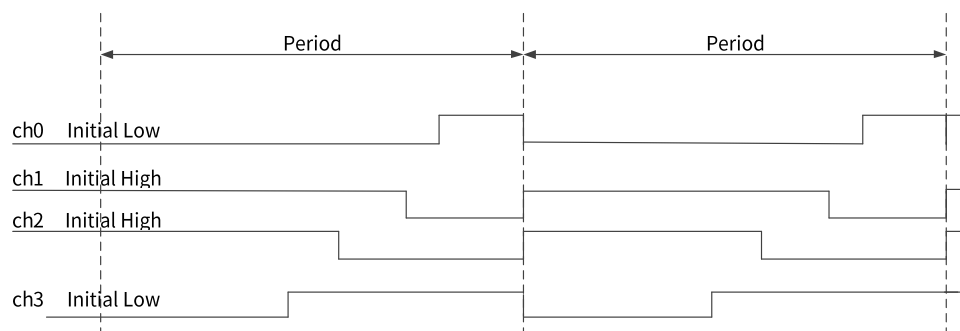 Period Period
ch0 Initial Low
ch1 Initial High
ch2 Initial High
ch3 Initial Low